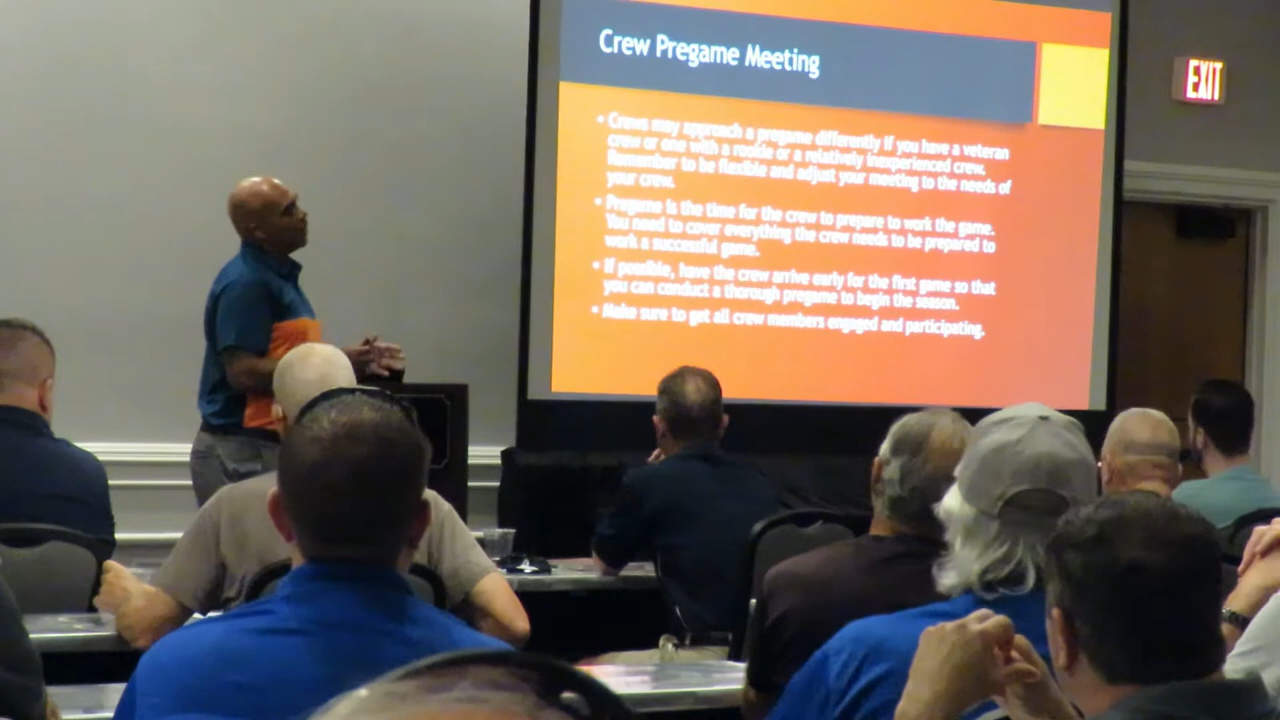 Crew Pregame Meeting
EXIT
• Crews may approach a pregame differently if you have a veteran
crew or one with a rookie or a relatively inexperienced crew.
Remember to be flexible and adjust your meeting to the needs of
your crew.
• Pregame is the time for the crew to prepare to work the game.
You need to cover everything the crew needs to be prepared to
work a successful game.
• If possible, have the crew arrive early for the first game so that
you can conduct a thorough pregame to begin the season.
• Make sure to get all crew members engaged and participating.